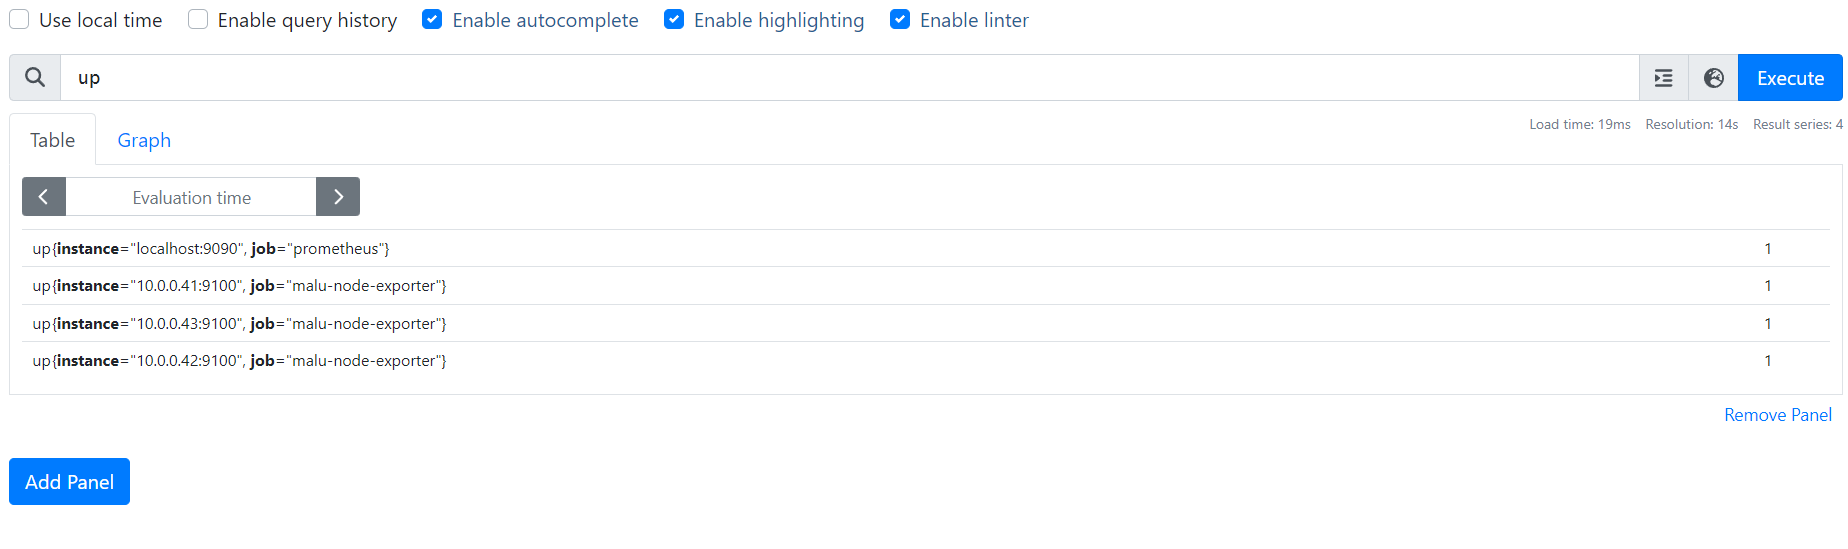 Use local time Enable query history Enable autocomplete Enable highlighting Enable linter
up Execute
Table Graph Load time: 19ms Resolution: 14s Result series: 4
Evaluation time
up{instance="localhost:9090", job="prometheus"} 1
up{instance="10.0.0.41:9100", job="malu-node-exporter"} 1
up{instance="10.0.0.43:9100", job="malu-node-exporter"} 1
up{instance="10.0.0.42:9100", job="malu-node-exporter"} 1
Remove Panel
Add Panel